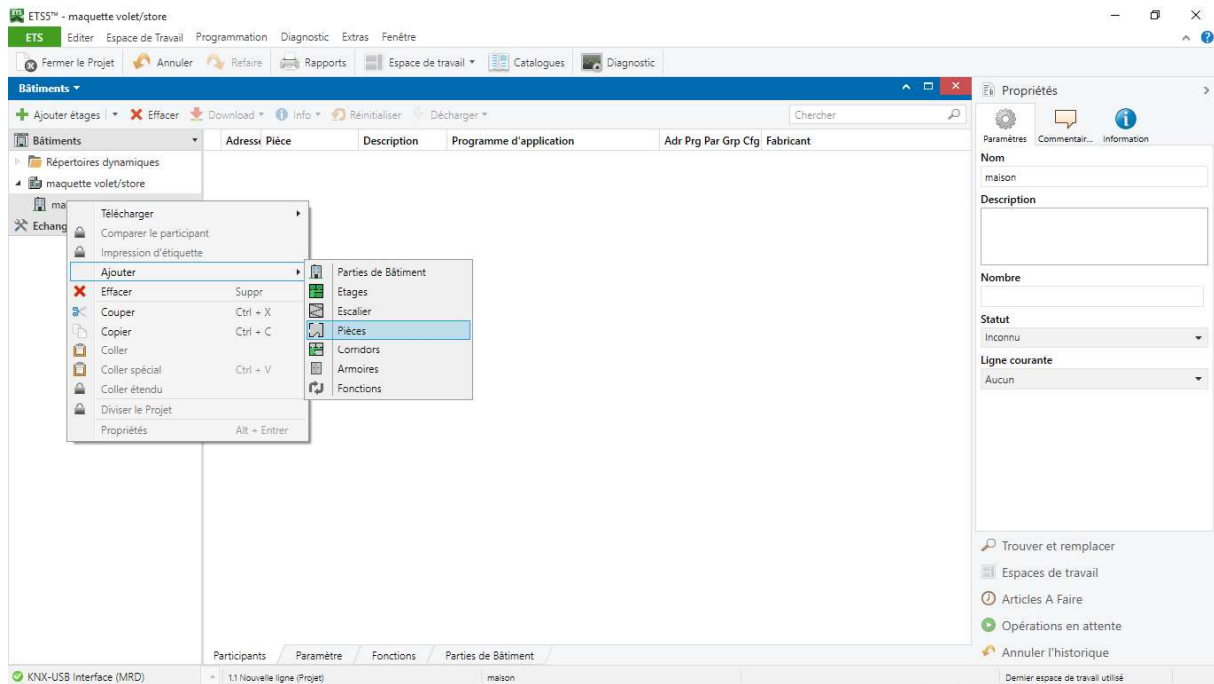 ETS5™ - maquette volet/store
ETS Editer Espace de Travail Programmation Diagnostic Extras Fenêtre
Fermer le Projet Annuler Refaire Rapports Espace de travail Catalogues Diagnostic
Bâtiments
Ajouter étages Effacer Download Info Réinitialiser Décharger Chercher
Bâtiments Adresse Pièce Description Programme d'application Adr Prg Par Grp Cfg Fabricant
Répertoires dynamiques
maquette volet/store
ma
Echang
Télécharger
Comparer le participant
Impression d'étiquette
Ajouter
Effacer Suppr
Couper Ctrl + X
Copier Ctrl + C
Coller
Coller spécial Ctrl + V
Coller étendu
Diviser le Projet
Propriétés Alt + Entrer
Parties de Bâtiment
Etages
Escalier
Pièces
Corridors
Armoires
Fonctions
Propriétés
Paramètres Commentair... Information
Nom
maison
Description
Nombre
Statut
Inconnu
Ligne courante
Aucun
Trouver et remplacer
Espaces de travail
Articles A Faire
Opérations en attente
Annuler l'historique
Participants Paramètre Fonctions Parties de Bâtiment
KNX-USB Interface (MRD) 1.1 Nouvelle ligne (Projet) maison Dernier espace de travail utilisé